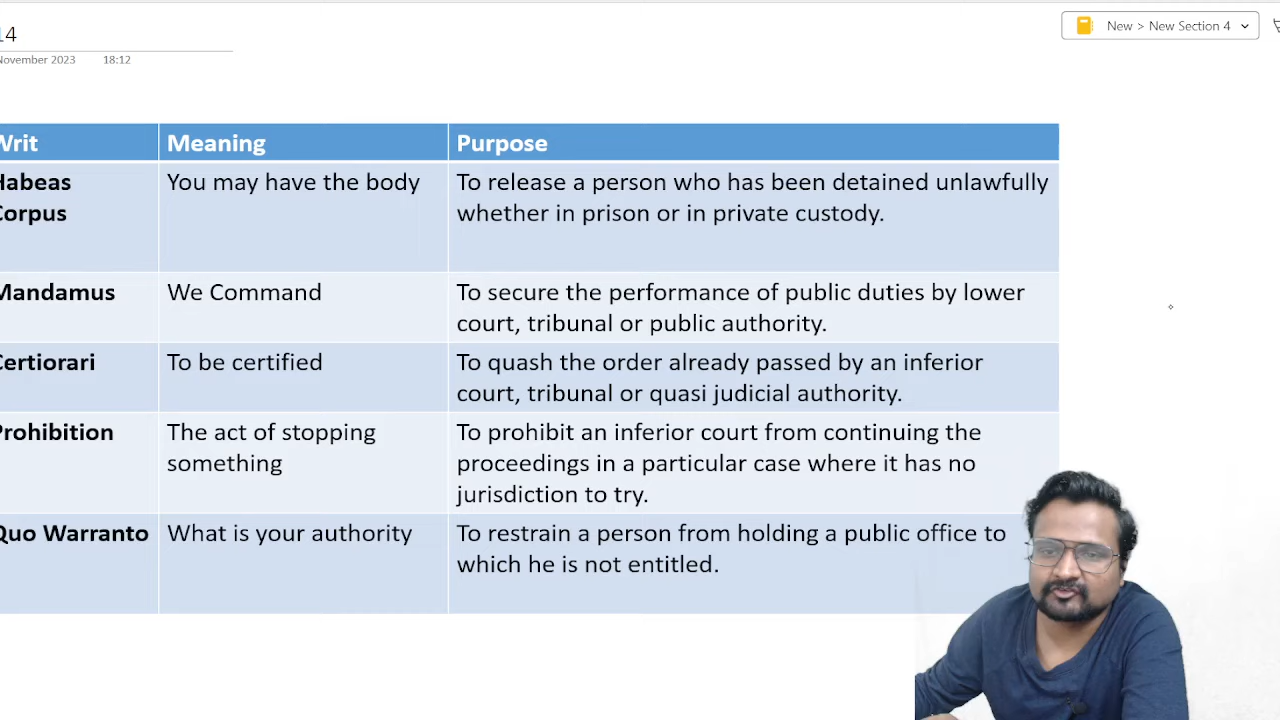 14
November 2023 18:12
New > New Section 4
Writ Meaning Purpose
Habeas Corpus You may have the body To release a person who has been detained unlawfully
whether in prison or in private custody.
Mandamus We Command To secure the performance of public duties by lower
court, tribunal or public authority.
Certiorari To be certified To quash the order already passed by an inferior
court, tribunal or quasi judicial authority.
Prohibition The act of stopping something To prohibit an inferior court from continuing the
proceedings in a particular case where it has no
jurisdiction to try.
Quo Warranto What is your authority To restrain a person from holding a public office to
which he is not entitled.